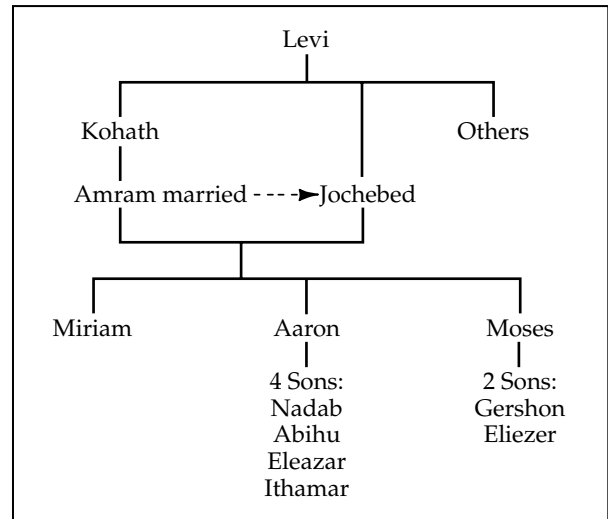 Levi
Kohath
Others
Amram married
Jochebed
Miriam
Aaron
Moses
4 Sons:
Nadab
Abihu
Eleazar
Ithamar
2 Sons:
Gershon
Eliezer